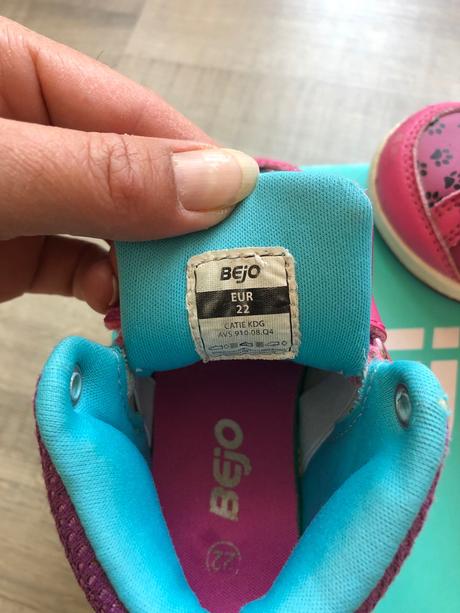 BEJO
EUR
22
CATIE KDG
AVS.910.08.Q4
BEJO
22